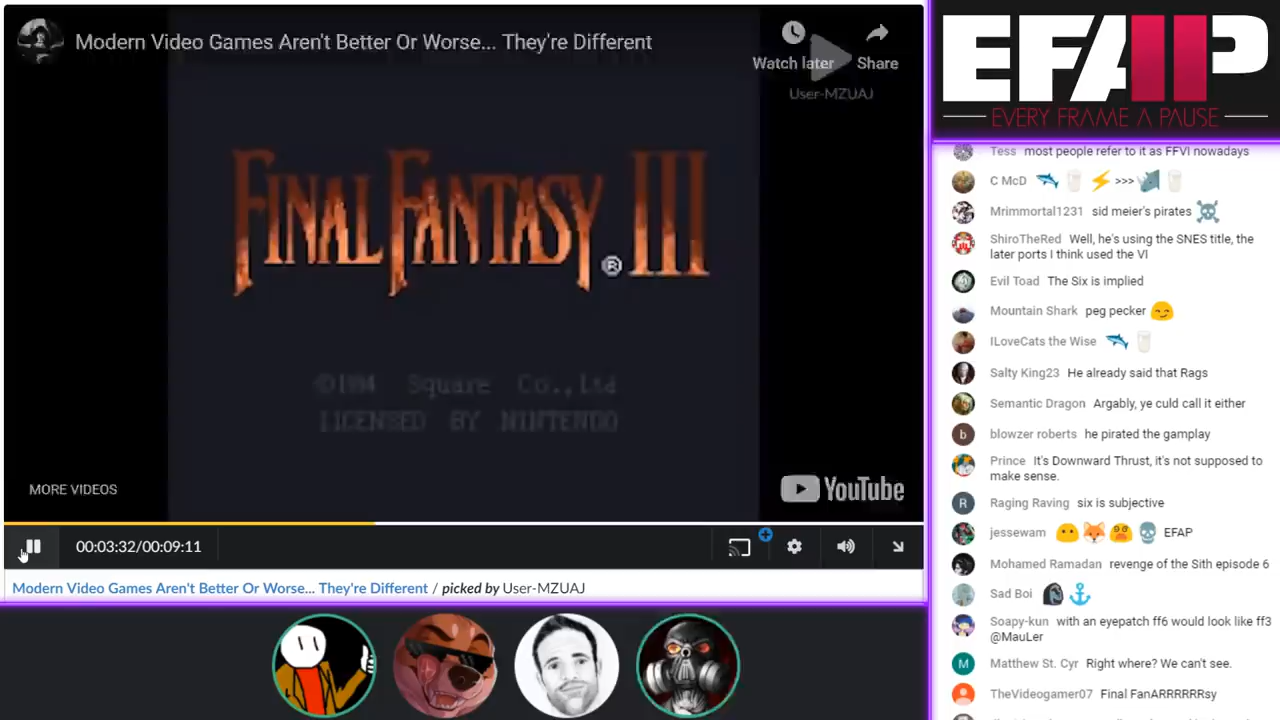 Modern Video Games Aren't Better Or Worse... They're Different
Watch later
Share
User-MZUAJ
FINAL FANTASY ® III
©1994 Square Co.,Ltd
LICENSED BY NINTENDO
MORE VIDEOS
YouTube
00:03:32/00:09:11
Modern Video Games Aren't Better Or Worse... They're Different / picked by User-MZUAJ
EFAP
EVERY FRAME A PAUSE
Tess most people refer to it as FFVI nowadays
C McD 🦈 🥛 ⚡ >>> 🦏 🥛
Mrimmortal1231 sid meier's pirates ☠
ShiroTheRed Well, he's using the SNES title, the
later ports I think used the VI
Evil Toad The Six is implied
Mountain Shark peg pecker 😊
ILoveCats the Wise 🦈 🥛
Salty King23 He already said that Rags
Semantic Dragon Argably, ye culd call it either
b
blowzer roberts he pirated the gamplay
Prince It's Downward Thrust, it's not supposed to
make sense.
R
Raging Raving six is subjective
jessewam EFAP
Mohamed Ramadan revenge of the Sith episode 6
Sad Boi ⚓
Soapy-kun with an eyepatch ff6 would look like ff3
@MauLer
M
Matthew St. Cyr Right where? We can't see.
TheVideogamer07 Final FanARRRRRRsy